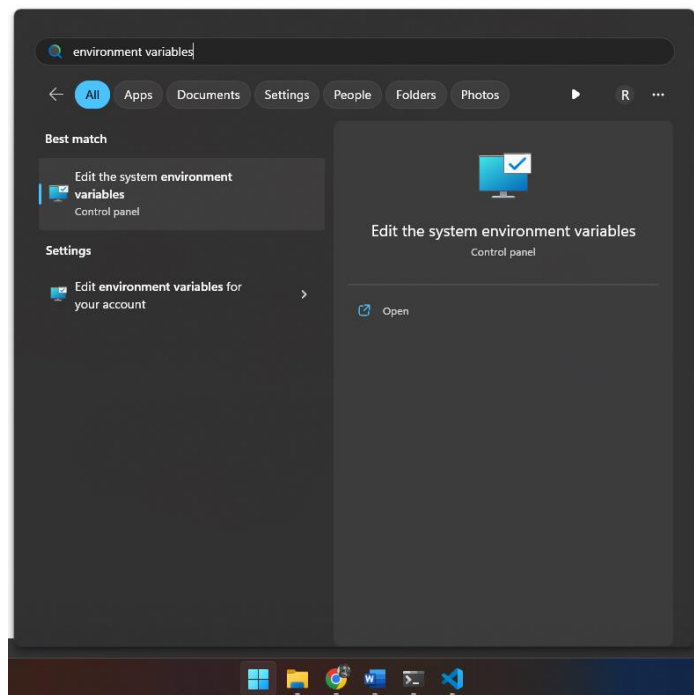 environment variables
All Apps Documents Settings People Folders Photos R ...
Best match
Edit the system environment
variables
Control panel
Settings
Edit environment variables for
your account
Edit the system environment variables
Control panel
Open